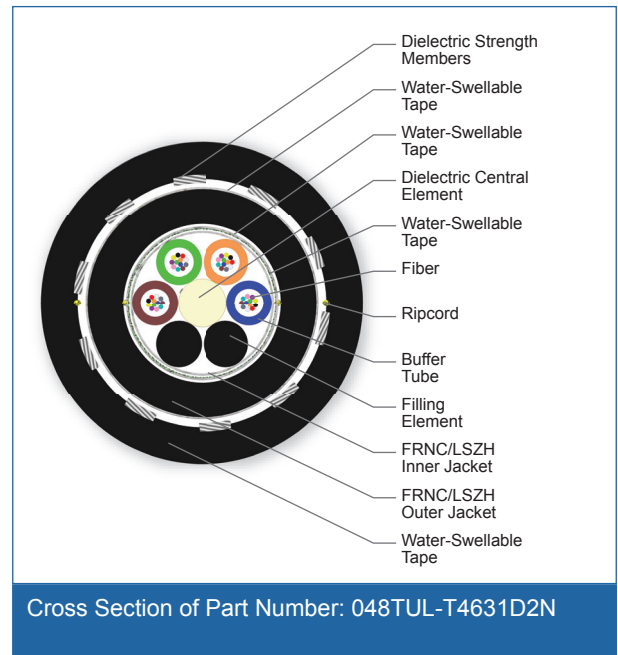 Dielectric Strength
Members
Water-Swellable
Tape
Water-Swellable
Tape
Dielectric Central
Element
Water-Swellable
Tape
Fiber
Ripcord
Buffer
Tube
Filling
Element
FRNC/LSZH
Inner Jacket
FRNC/LSZH
Outer Jacket
Water-Swellable
Tape
Cross Section of Part Number: 048TUL-T4631D2N